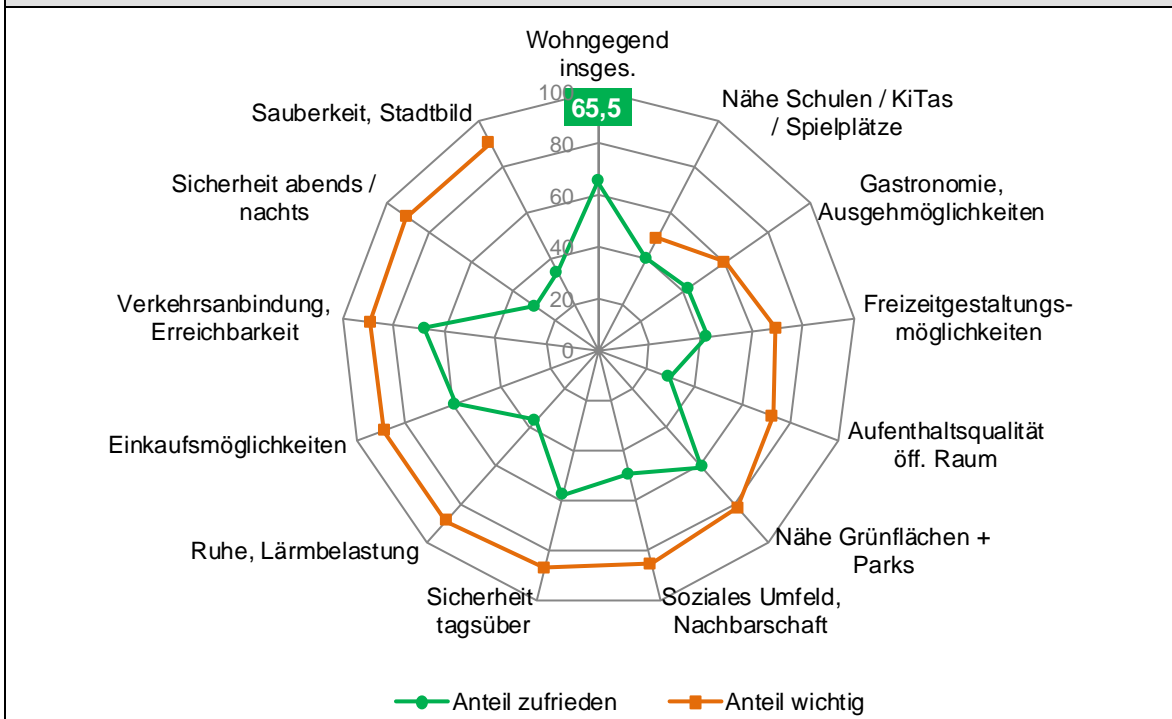 Wohngegend
insges.
Nähe Schulen / KiTas
/ Spielplätze
Gastronomie,
Ausgehmöglichkeiten
Freizeitgestaltungs-
möglichkeiten
Aufenthaltsqualität
öff. Raum
Nähe Grünflächen +
Parks
Soziales Umfeld,
Nachbarschaft
Sicherheit
tagsüber
Ruhe, Lärmbelastung
Einkaufsmöglichkeiten
Verkehrsanbindung,
Erreichbarkeit
Sicherheit abends /
nachts
Sauberkeit, Stadtbild
100
65,5
80
60
40
20
0
Anteil zufrieden
Anteil wichtig